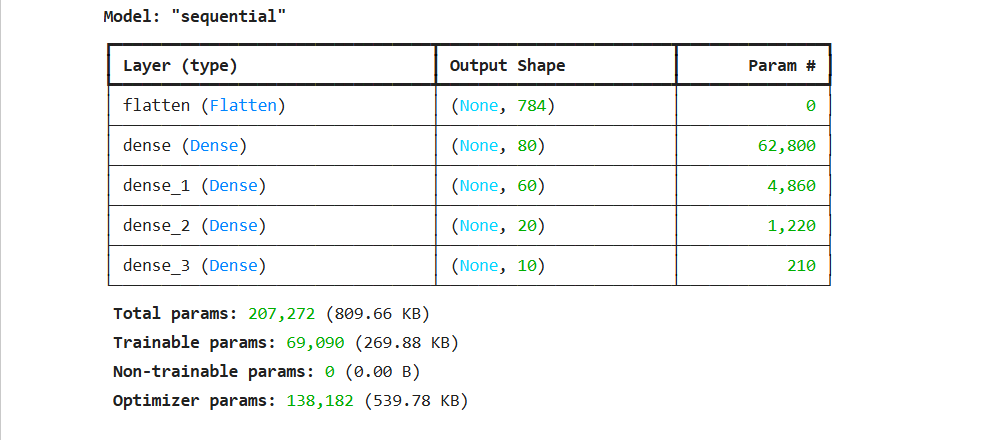 Model: "sequential"
Layer (type) Output Shape Param #
flatten (Flatten) (None, 784) 0
dense (Dense) (None, 80) 62,800
dense_1 (Dense) (None, 60) 4,860
dense_2 (Dense) (None, 20) 1,220
dense_3 (Dense) (None, 10) 210
Total params: 207,272 (809.66 KB)
Trainable params: 69,090 (269.88 KB)
Non-trainable params: 0 (0.00 B)
Optimizer params: 138,182 (539.78 KB)